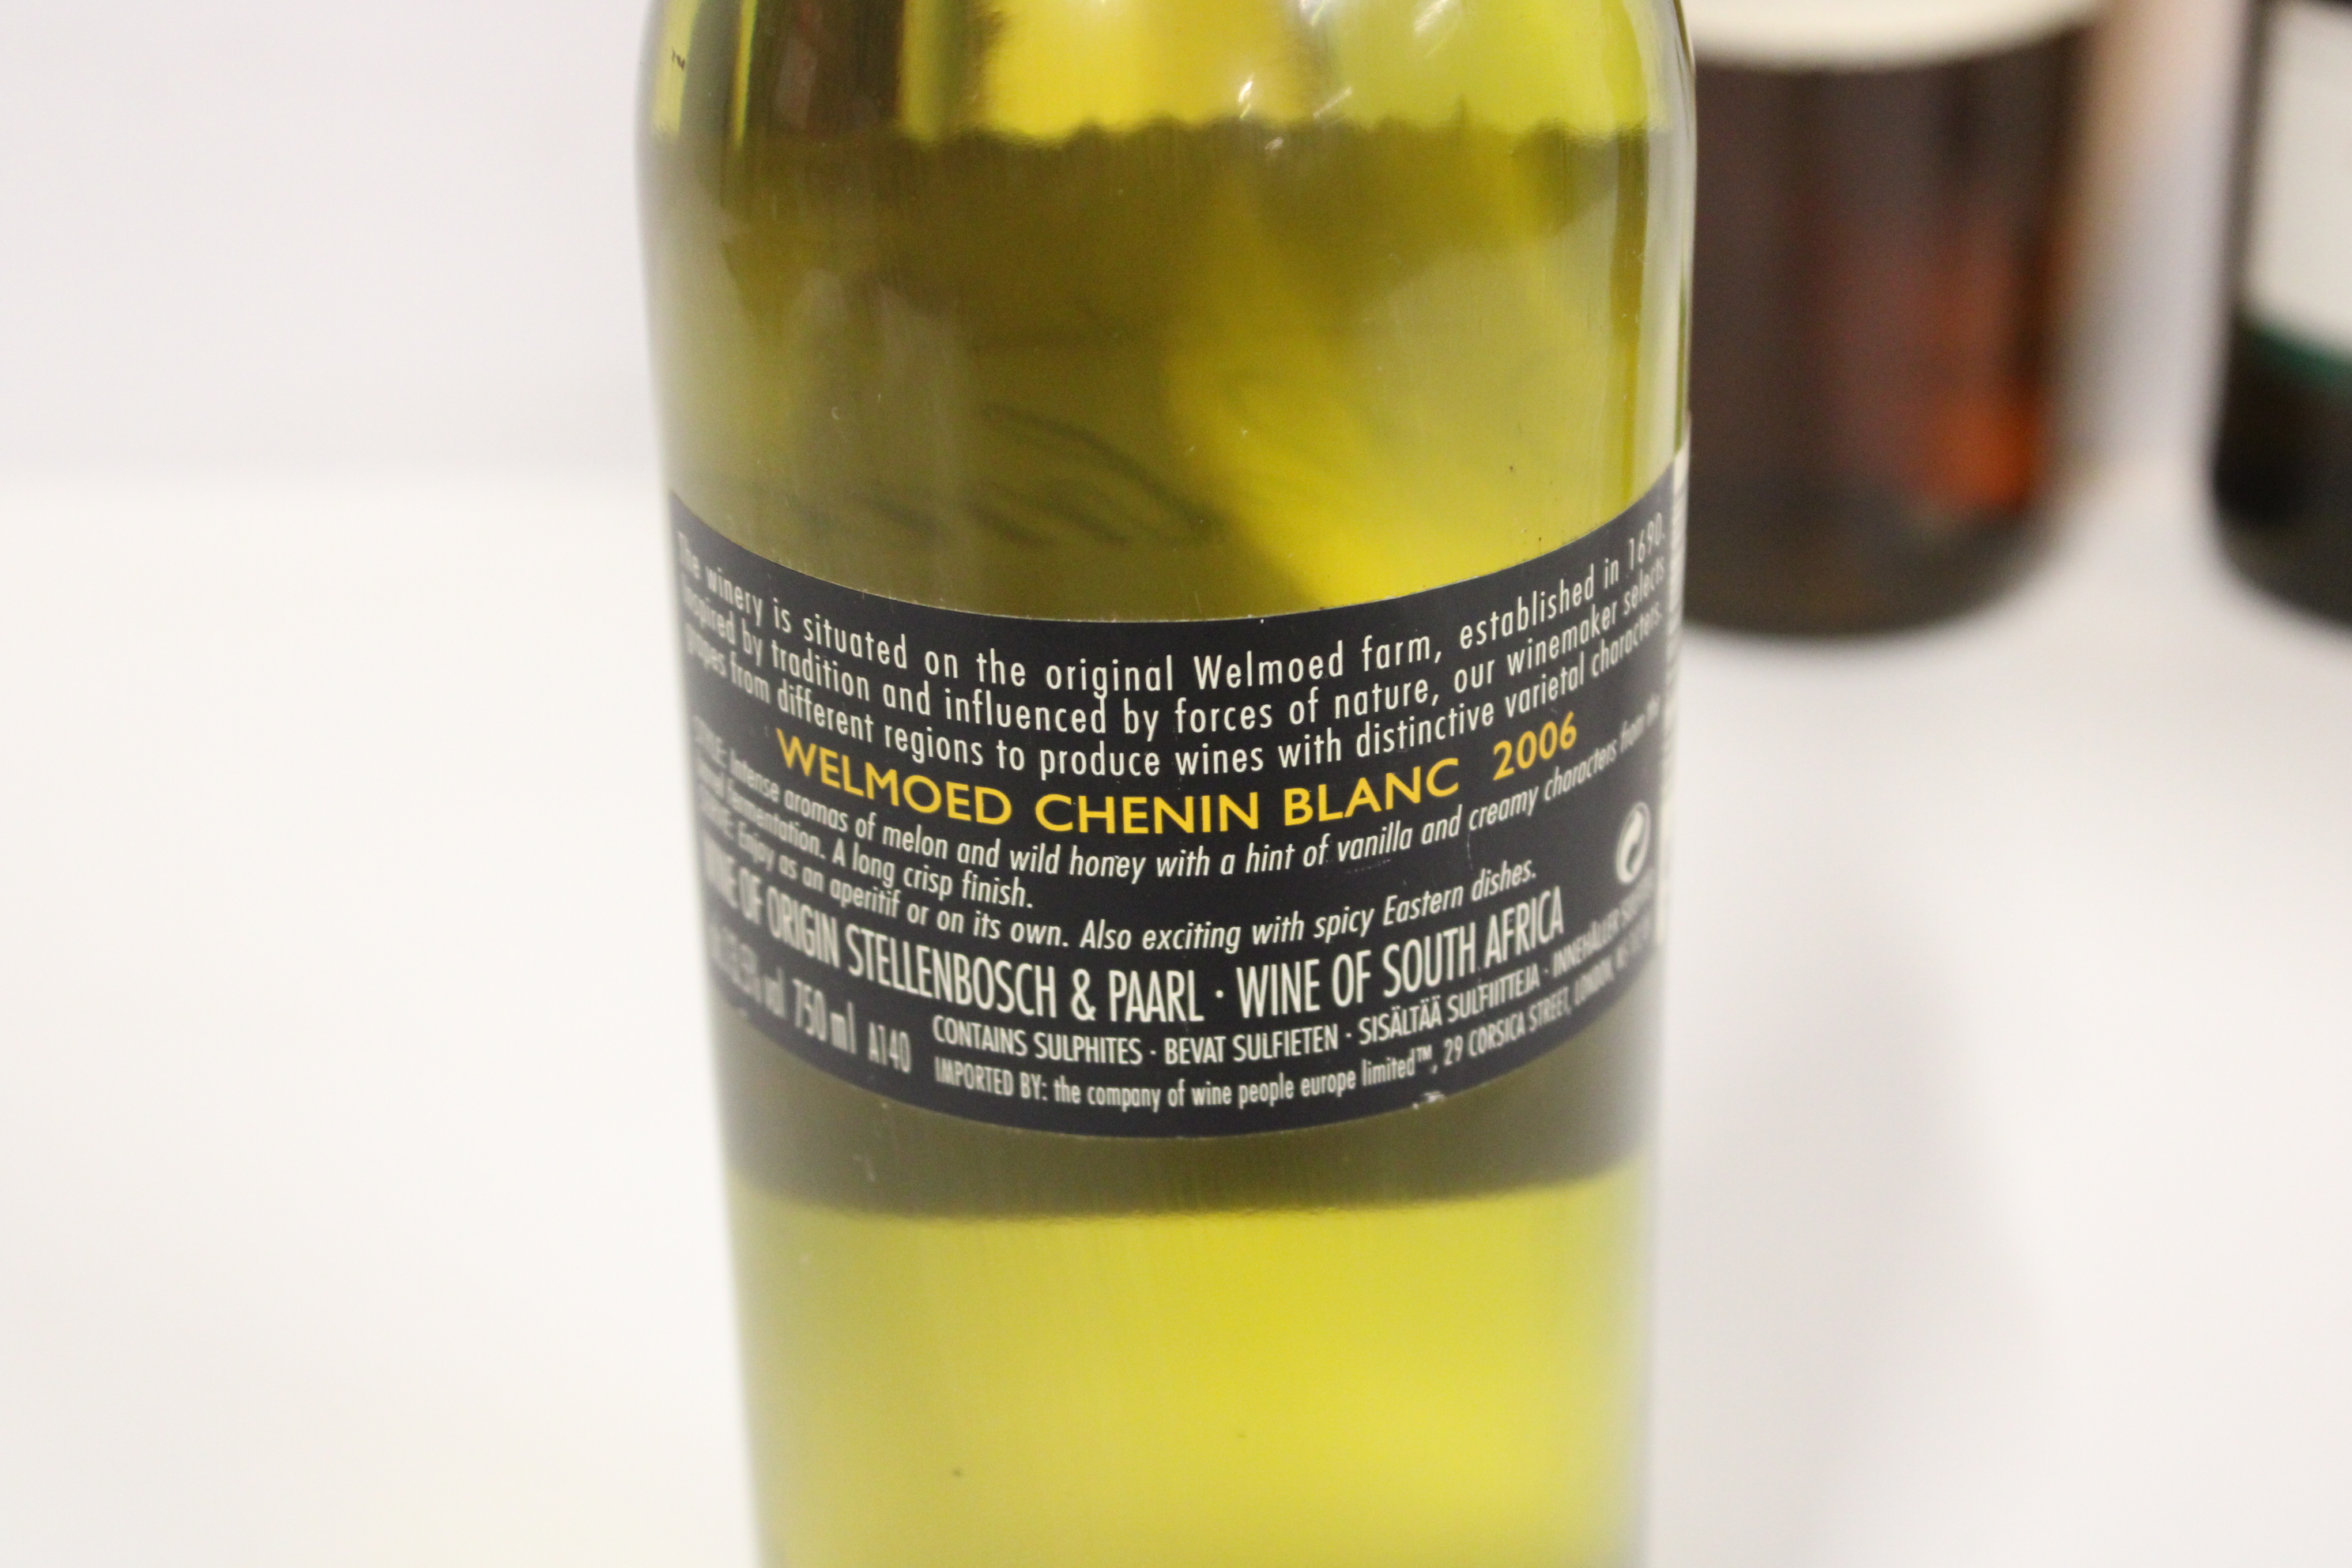 The winery is situated on the original Welmoed farm, established in 1690.
Inspired by tradition and influenced by forces of nature, our winemaker selects
grapes from different regions to produce wines with distinctive varietal characters.
WELMOED CHENIN BLANC 2006
STYLE: Intense aromas of melon and wild honey with a hint of vanilla and creamy characters from the
fermentation. A long crisp finish.
Enjoy as an aperitif or on its own. Also exciting with spicy Eastern dishes.
WINE OF ORIGIN STELLENBOSCH & PAARL · WINE OF SOUTH AFRICA
vol 750 ml A140
CONTAINS SULPHITES · BEVAT SULFIETEN · SISÄLTÄÄ SULFIITTEJA · INNEHÅLLER
IMPORTED BY: the company of wine people europe limited™, 29 CORSICA STREET, LONDON,